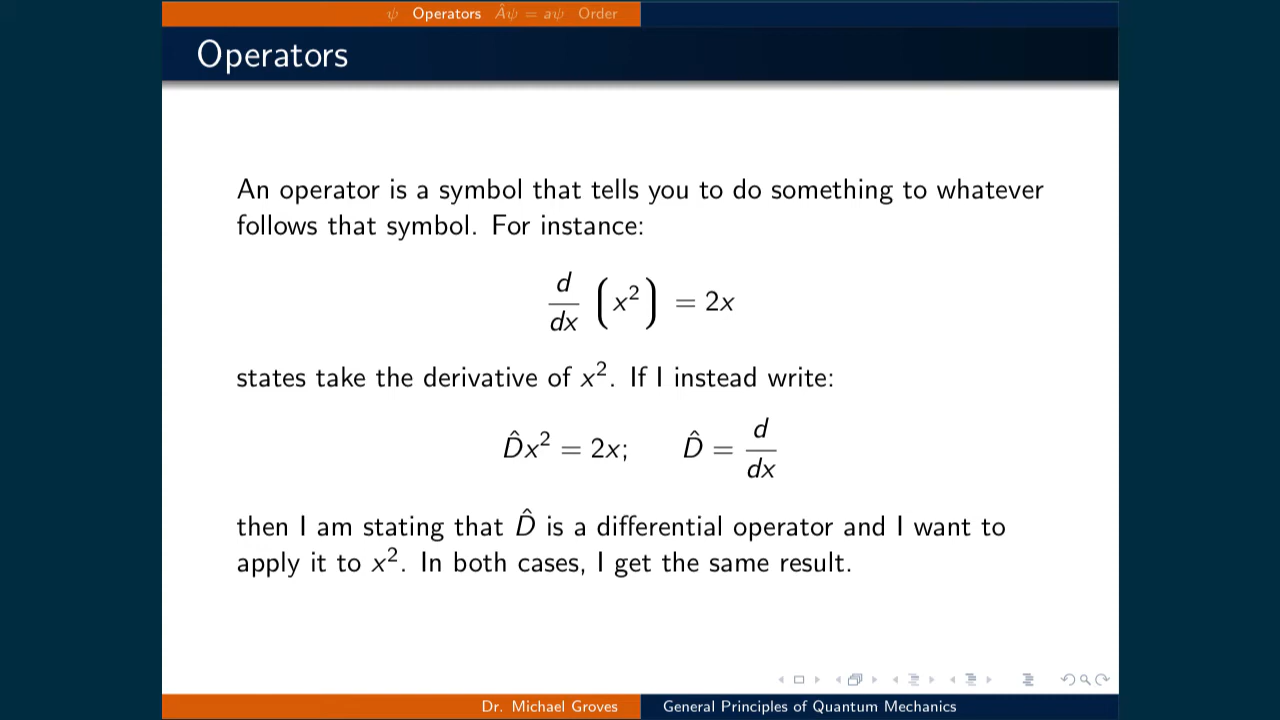 ψ Operators Âψ = aψ Order
Operators
An operator is a symbol that tells you to do something to whatever
follows that symbol. For instance:
d/dx (x²) = 2x
states take the derivative of x². If I instead write:
D̂x² = 2x; D̂ = d/dx
then I am stating that D̂ is a differential operator and I want to
apply it to x². In both cases, I get the same result.
Dr. Michael Groves General Principles of Quantum Mechanics